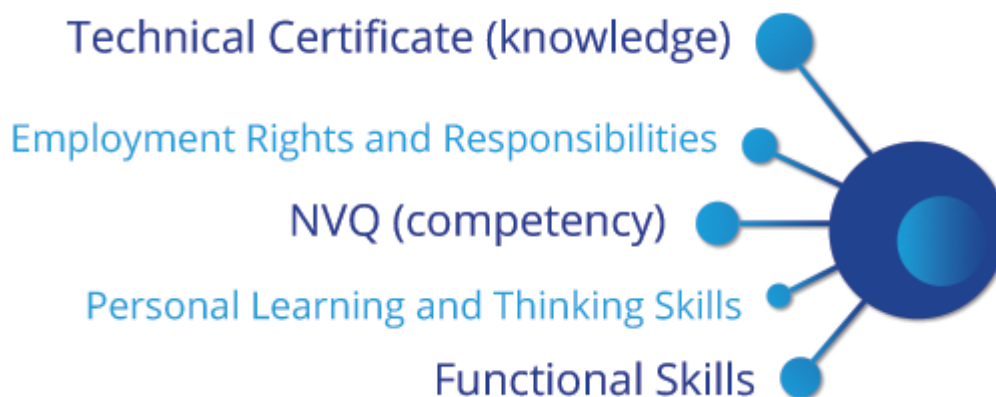 Technical Certificate (knowledge)
Employment Rights and Responsibilities
NVQ (competency)
Personal Learning and Thinking Skills
Functional Skills